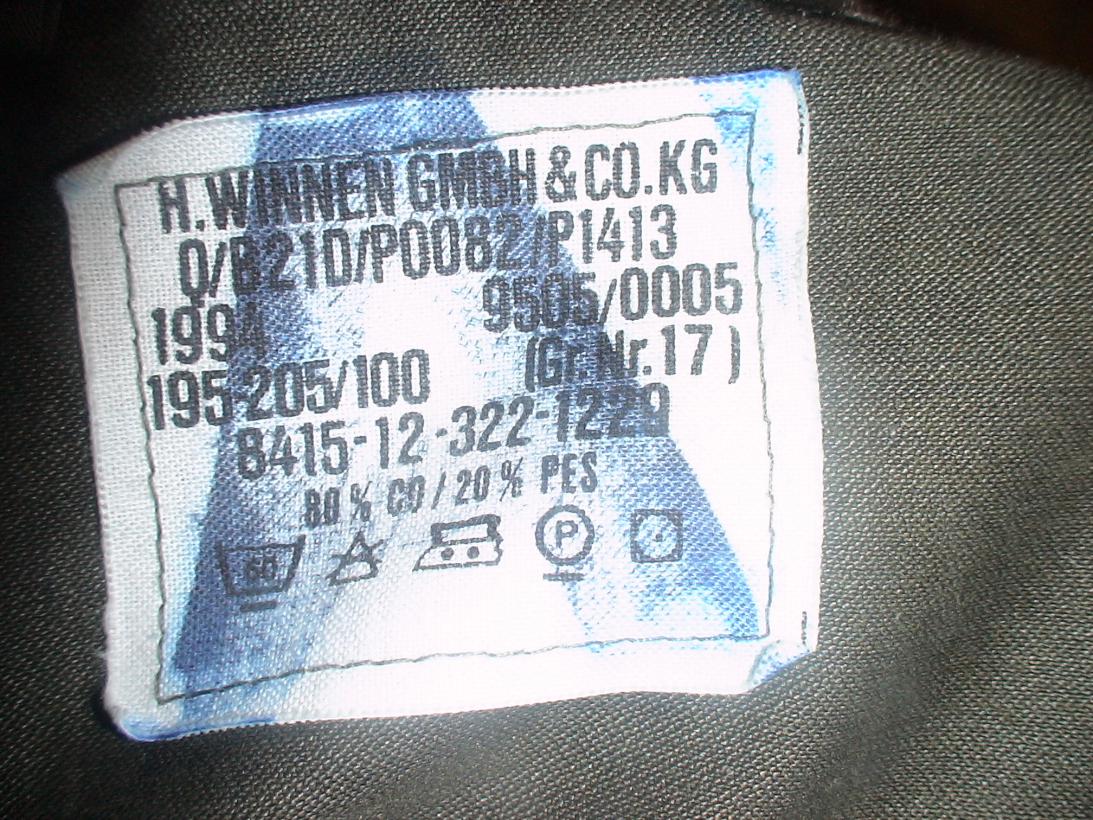 H.WINNEN GMBH & CO.KG
Q/B21D/P0082/P1413
1994 9505/0005
195-205/100 (Gr.Nr.17)
8415-12-322-1229
80% CO/20% PES
60
P